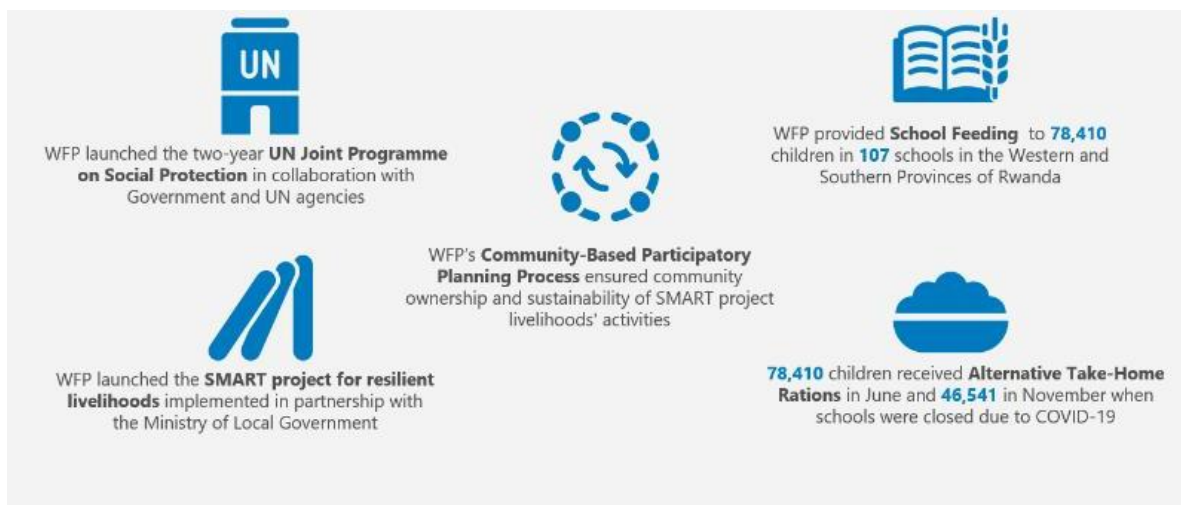 UN
WFP launched the two-year UN Joint Programme
on Social Protection in collaboration with
Government and UN agencies
WFP launched the SMART project for resilient
livelihoods implemented in partnership with
the Ministry of Local Government
WFP's Community-Based Participatory
Planning Process ensured community
ownership and sustainability of SMART project
livelihoods' activities
WFP provided School Feeding to 78,410
children in 107 schools in the Western and
Southern Provinces of Rwanda
78,410 children received Alternative Take-Home
Rations in June and 46,541 in November when
schools were closed due to COVID-19